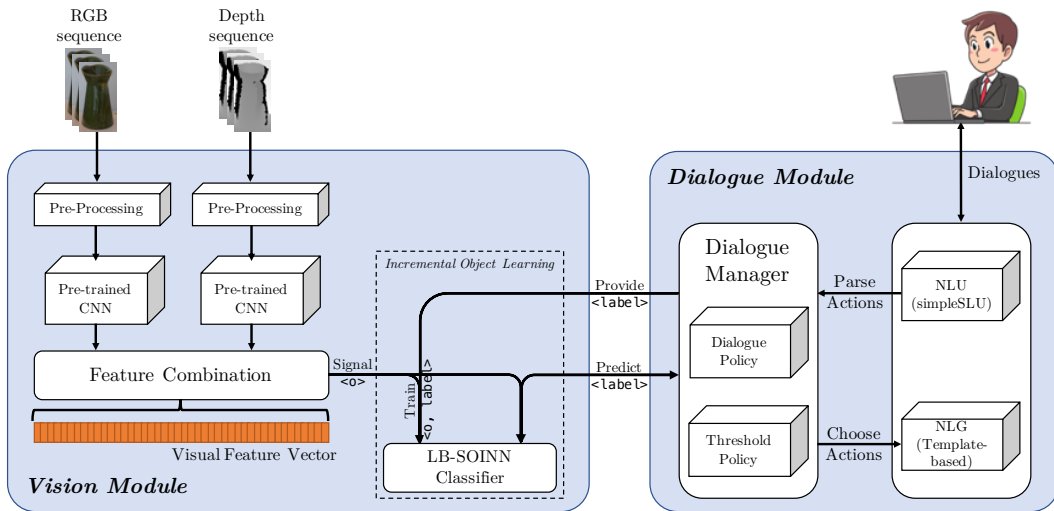 RGB
sequence
Depth
sequence
Pre-Processing
Pre-Processing
Pre-trained
CNN
Pre-trained
CNN
Feature Combination
Visual Feature Vector
Vision Module
Signal
<o>
Incremental Object Learning
Train
<o, label>
LB-SOINN
Classifier
Provide
<label>
Predict
<label>
Dialogue Module
Dialogues
Dialogue
Manager
Dialogue
Policy
Threshold
Policy
Parse
Actions
Choose
Actions
NLU
(simpleSLU)
NLG
(Template-
based)